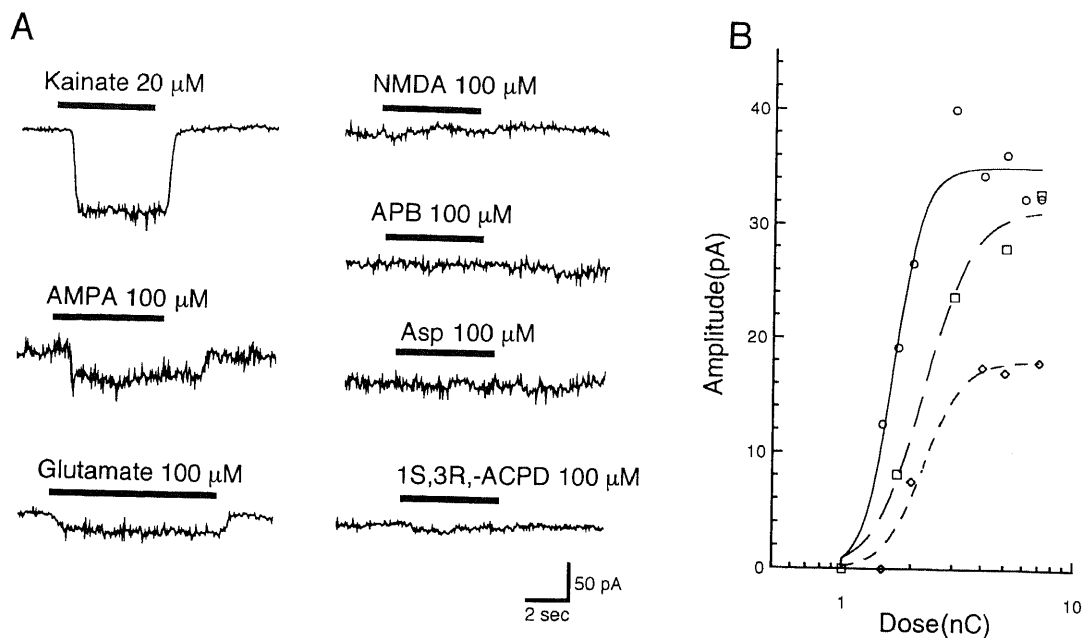 A
Kainate 20 μM
AMPA 100 μM
Glutamate 100 μM
NMDA 100 μM
APB 100 μM
Asp 100 μM
1S,3R,-ACPD 100 μM
50 pA
2 sec
B
Amplitude(pA)
40
30
20
10
0
1
10
Dose(nC)